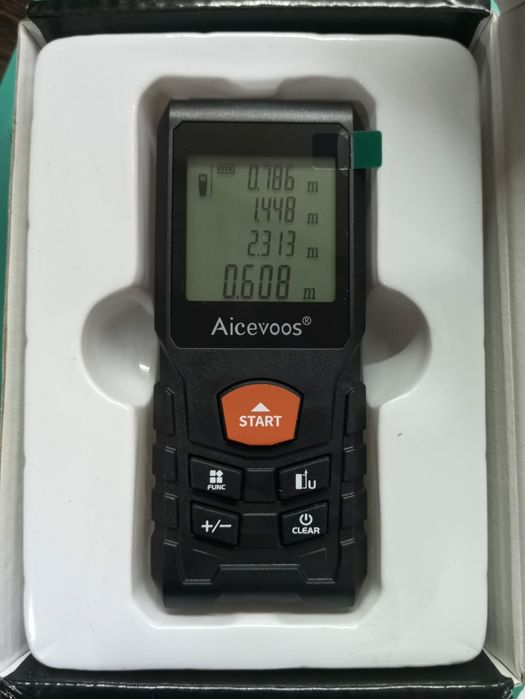 0.786 m
1.448 m
2.313 m
0.608 m
Aicevoos®
START
FUNC
U
+/−
CLEAR